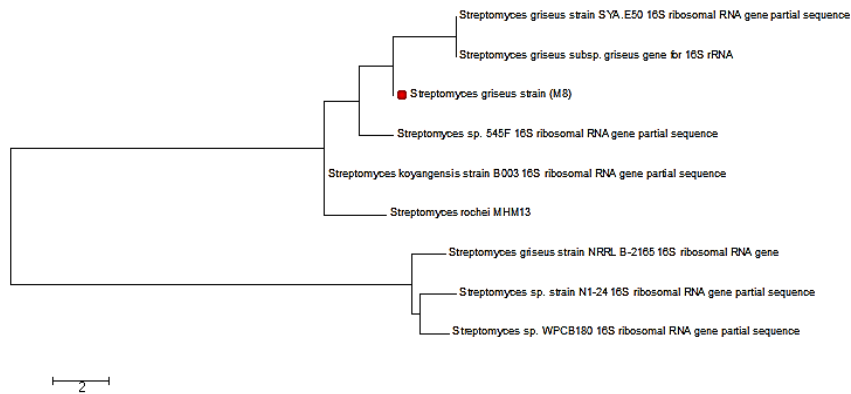 Streptomyces griseus strain SYA.E50 16S ribosomal RNA gene partial sequence
Streptomyces griseus subsp. griseus gene for 16S rRNA
Streptomyces griseus strain (M8)
Streptomyces sp. 545F 16S ribosomal RNA gene partial sequence
Streptomyces koyangensis strain B003 16S ribosomal RNA gene partial sequence
Streptomyces rochei MHM13
Streptomyces griseus strain NRRL B-2165 16S ribosomal RNA gene
Streptomyces sp. strain N1-24 16S ribosomal RNA gene partial sequence
Streptomyces sp. WPCB180 16S ribosomal RNA gene partial sequence
2